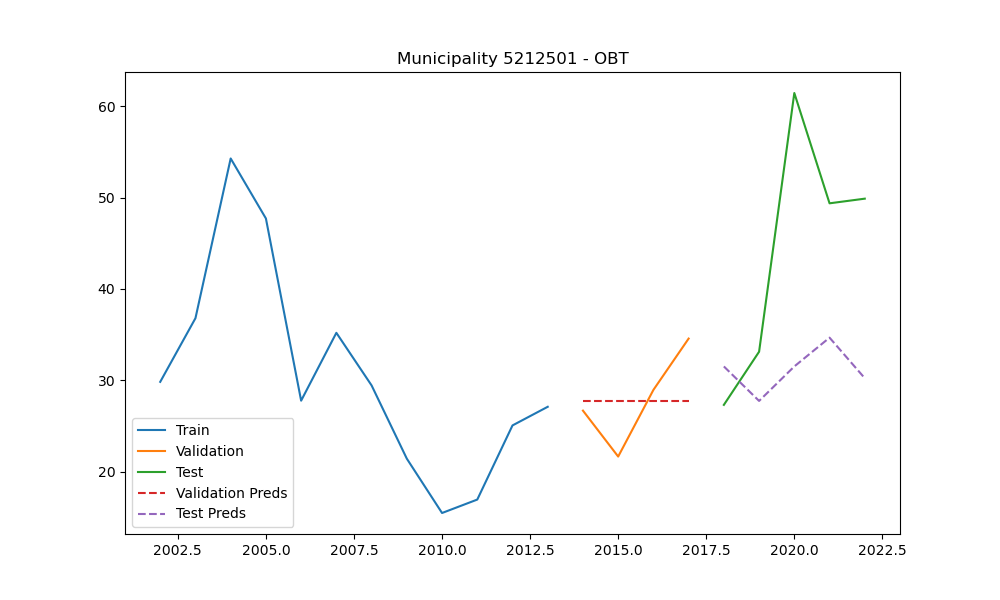 Municipality 5212501 - OBT
60
50
40
30
20
Train
Validation
Test
Validation Preds
Test Preds
2002.5 2005.0 2007.5 2010.0 2012.5 2015.0 2017.5 2020.0 2022.5